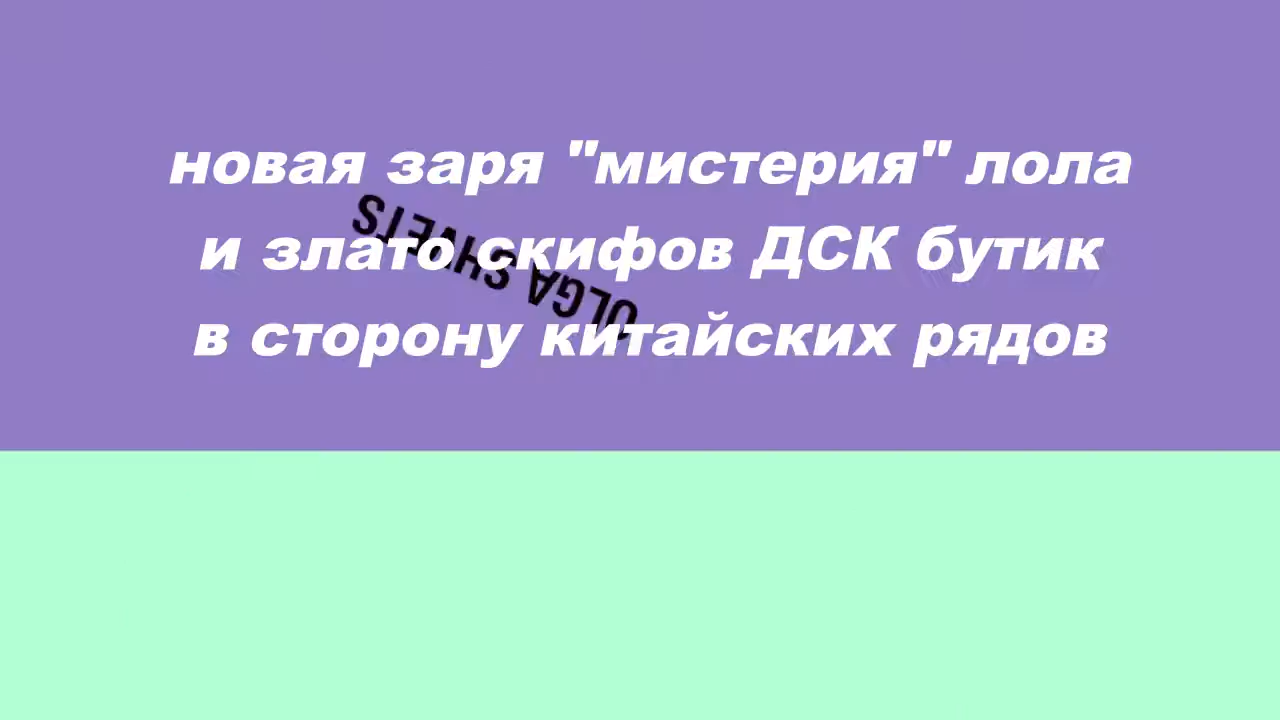 новая заря "мистерия" лола
и злато скифов ДСК бутик
в сторону китайских рядов
OLGA SHVETS